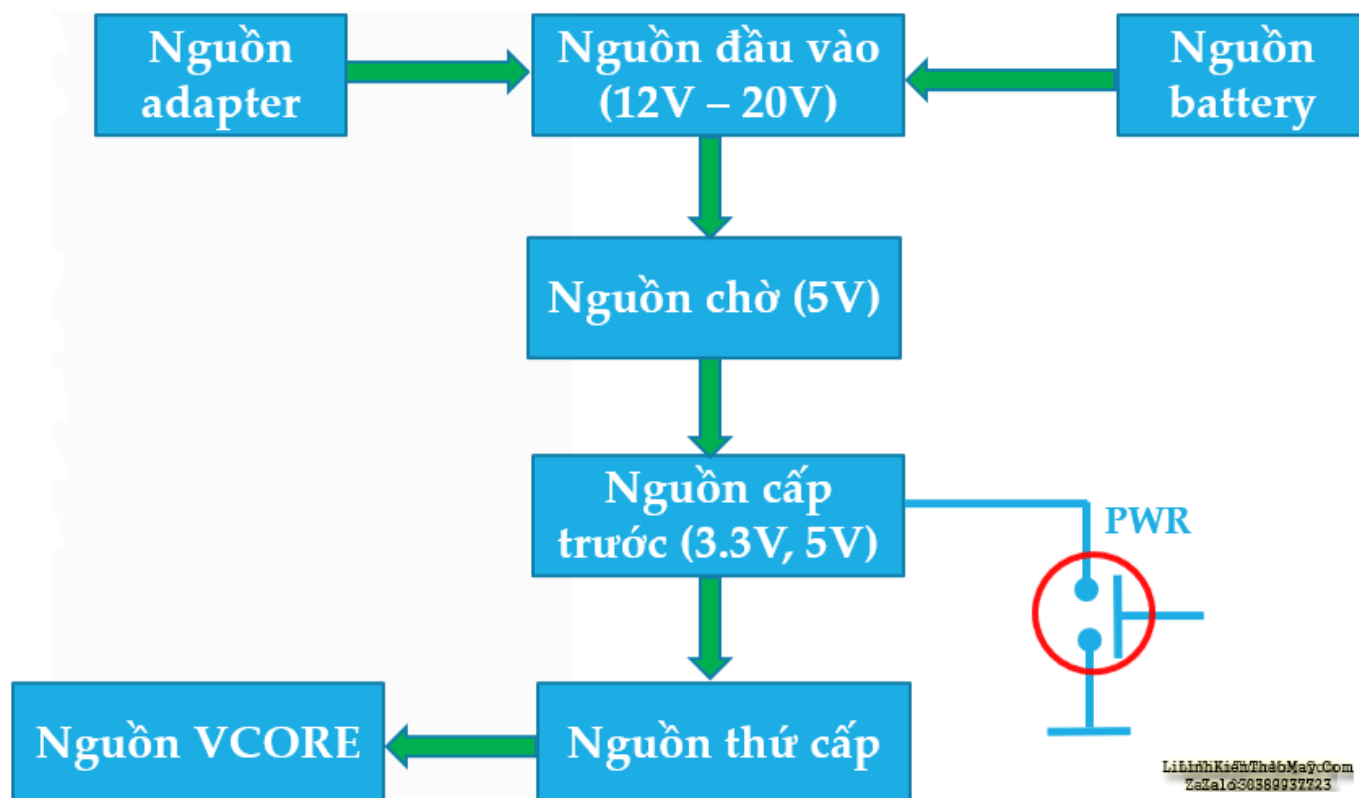 Nguồn
adapter
Nguồn đầu vào
(12V – 20V)
Nguồn
battery
Nguồn chờ (5V)
Nguồn cấp
trước (3.3V, 5V)
PWR
Nguồn VCORE
Nguồn thứ cấp